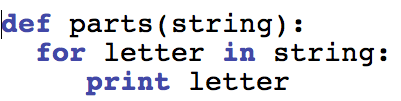 def parts(string):
  for letter in string:
     print letter